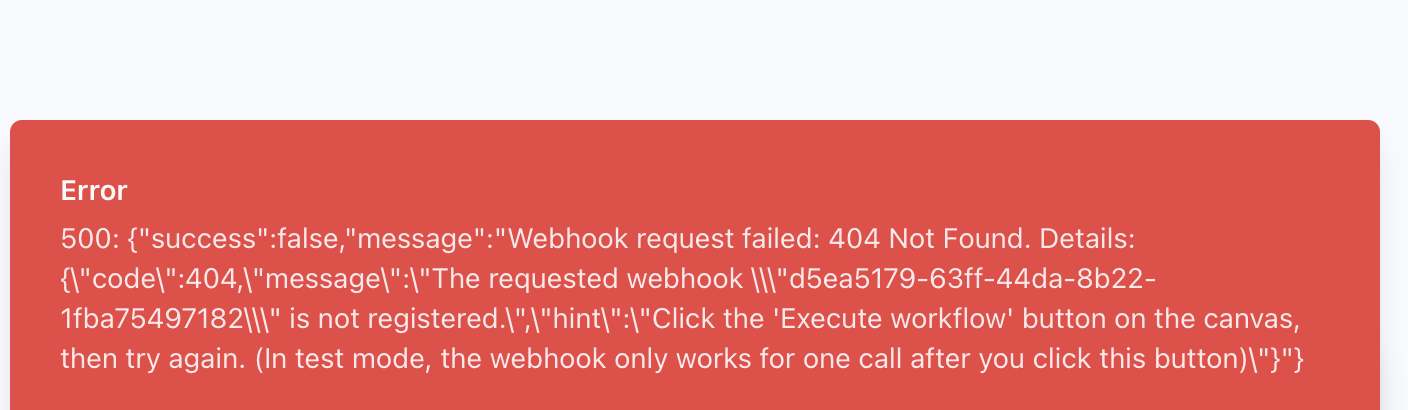 Error
500: {"success":false,"message":"Webhook request failed: 404 Not Found. Details:
{\"code\":404,\"message\":\"The requested webhook \\\"d5ea5179-63ff-44da-8b22-
1fba75497182\\\" is not registered.\",\"hint\":\"Click the 'Execute workflow' button on the canvas,
then try again. (In test mode, the webhook only works for one call after you click this button)\"}"}